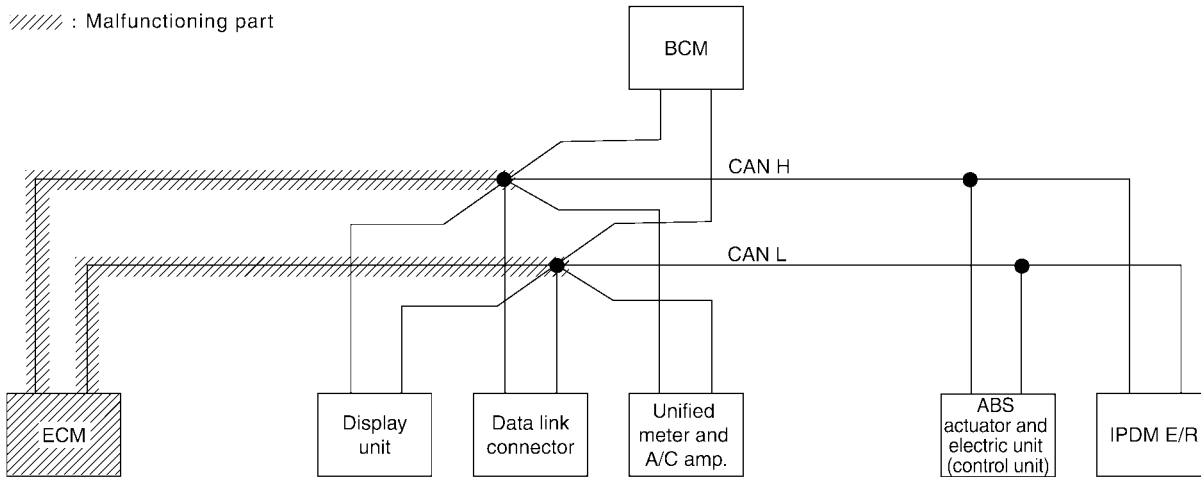 : Malfunctioning part
BCM
CAN H
CAN L
ECM
Display
unit
Data link
connector
Unified
meter and
A/C amp.
ABS
actuator and
electric unit
(control unit)
IPDM E/R